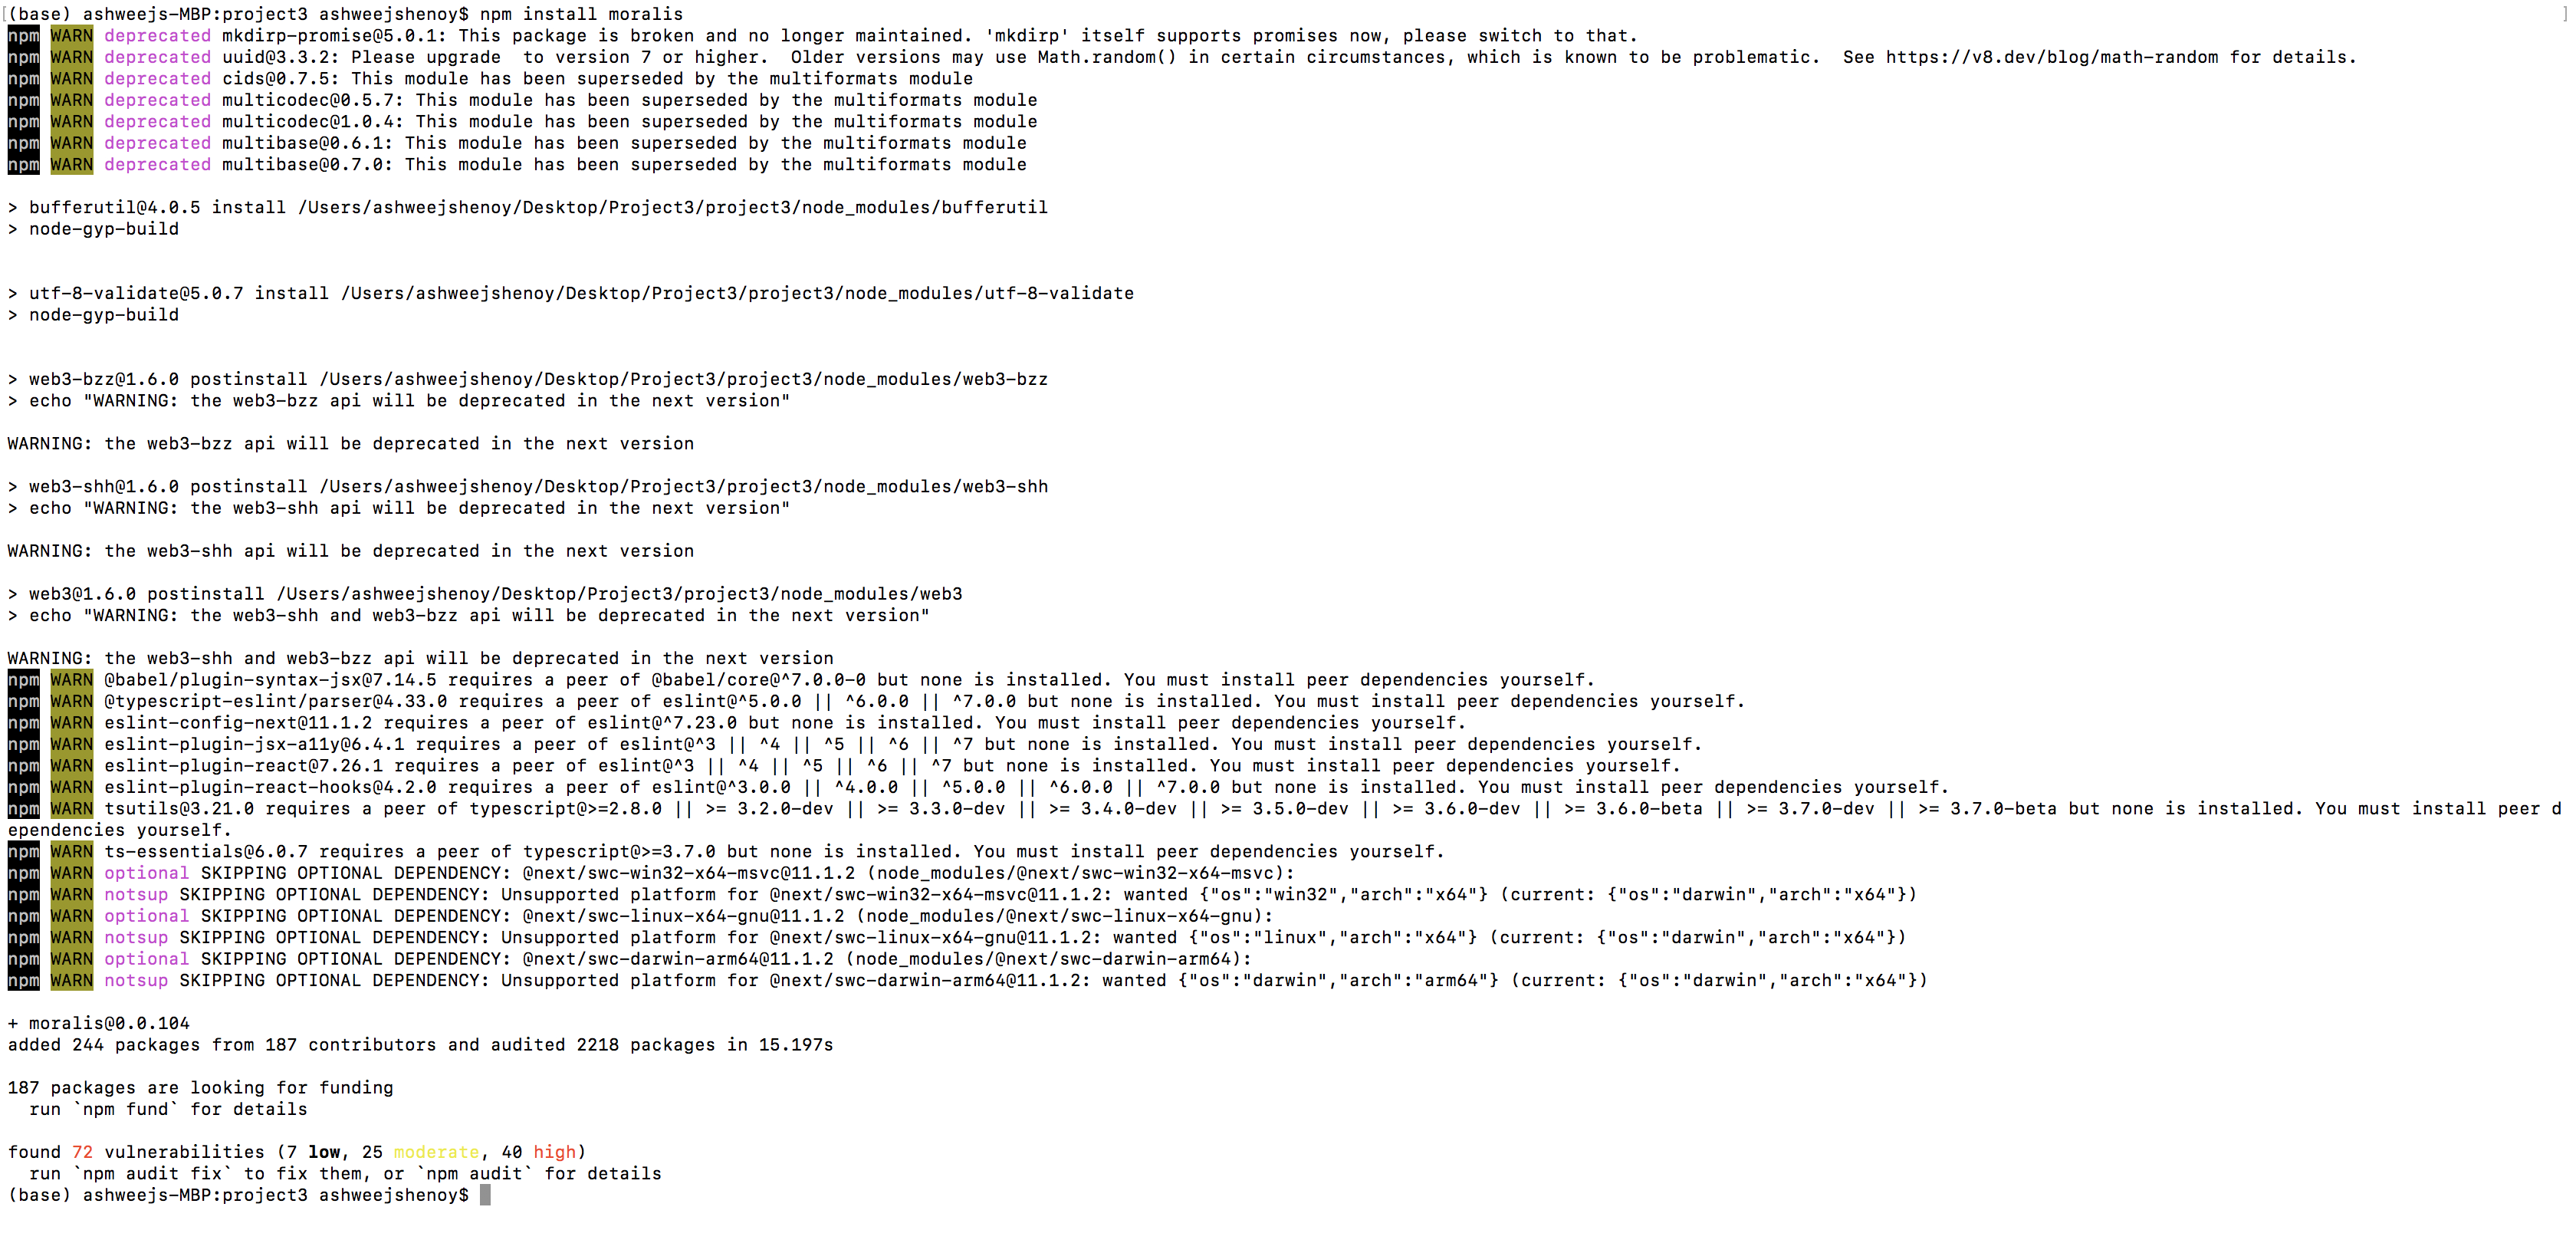 (base) ashweejs-MBP:project3 ashweejshenoy$ npm install moralis
npm WARN deprecated mkdirp-promise@5.0.1: This package is broken and no longer maintained. 'mkdirp' itself supports promises now, please switch to that.
npm WARN deprecated uuid@3.3.2: Please upgrade  to version 7 or higher.  Older versions may use Math.random() in certain circumstances, which is known to be problematic.  See https://v8.dev/blog/math-random for details.
npm WARN deprecated cids@0.7.5: This module has been superseded by the multiformats module
npm WARN deprecated multicodec@0.5.7: This module has been superseded by the multiformats module
npm WARN deprecated multicodec@1.0.4: This module has been superseded by the multiformats module
npm WARN deprecated multibase@0.6.1: This module has been superseded by the multiformats module
npm WARN deprecated multibase@0.7.0: This module has been superseded by the multiformats module
> bufferutil@4.0.5 install /Users/ashweejshenoy/Desktop/Project3/project3/node_modules/bufferutil
> node-gyp-build
> utf-8-validate@5.0.7 install /Users/ashweejshenoy/Desktop/Project3/project3/node_modules/utf-8-validate
> node-gyp-build
> web3-bzz@1.6.0 postinstall /Users/ashweejshenoy/Desktop/Project3/project3/node_modules/web3-bzz
> echo "WARNING: the web3-bzz api will be deprecated in the next version"
WARNING: the web3-bzz api will be deprecated in the next version
> web3-shh@1.6.0 postinstall /Users/ashweejshenoy/Desktop/Project3/project3/node_modules/web3-shh
> echo "WARNING: the web3-shh api will be deprecated in the next version"
WARNING: the web3-shh api will be deprecated in the next version
> web3@1.6.0 postinstall /Users/ashweejshenoy/Desktop/Project3/project3/node_modules/web3
> echo "WARNING: the web3-shh and web3-bzz api will be deprecated in the next version"
WARNING: the web3-shh and web3-bzz api will be deprecated in the next version
npm WARN @babel/plugin-syntax-jsx@7.14.5 requires a peer of @babel/core@^7.0.0-0 but none is installed. You must install peer dependencies yourself.
npm WARN @typescript-eslint/parser@4.33.0 requires a peer of eslint@^5.0.0 || ^6.0.0 || ^7.0.0 but none is installed. You must install peer dependencies yourself.
npm WARN eslint-config-next@11.1.2 requires a peer of eslint@^7.23.0 but none is installed. You must install peer dependencies yourself.
npm WARN eslint-plugin-jsx-a11y@6.4.1 requires a peer of eslint@^3 || ^4 || ^5 || ^6 || ^7 but none is installed. You must install peer dependencies yourself.
npm WARN eslint-plugin-react@7.26.1 requires a peer of eslint@^3 || ^4 || ^5 || ^6 || ^7 but none is installed. You must install peer dependencies yourself.
npm WARN eslint-plugin-react-hooks@4.2.0 requires a peer of eslint@^3.0.0 || ^4.0.0 || ^5.0.0 || ^6.0.0 || ^7.0.0 but none is installed. You must install peer dependencies yourself.
npm WARN tsutils@3.21.0 requires a peer of typescript@>=2.8.0 || >= 3.2.0-dev || >= 3.3.0-dev || >= 3.4.0-dev || >= 3.5.0-dev || >= 3.6.0-dev || >= 3.6.0-beta || >= 3.7.0-dev || >= 3.7.0-beta but none is installed. You must install peer d
ependencies yourself.
npm WARN ts-essentials@6.0.7 requires a peer of typescript@>=3.7.0 but none is installed. You must install peer dependencies yourself.
npm WARN optional SKIPPING OPTIONAL DEPENDENCY: @next/swc-win32-x64-msvc@11.1.2 (node_modules/@next/swc-win32-x64-msvc):
npm WARN notsup SKIPPING OPTIONAL DEPENDENCY: Unsupported platform for @next/swc-win32-x64-msvc@11.1.2: wanted {"os":"win32","arch":"x64"} (current: {"os":"darwin","arch":"x64"})
npm WARN optional SKIPPING OPTIONAL DEPENDENCY: @next/swc-linux-x64-gnu@11.1.2 (node_modules/@next/swc-linux-x64-gnu):
npm WARN notsup SKIPPING OPTIONAL DEPENDENCY: Unsupported platform for @next/swc-linux-x64-gnu@11.1.2: wanted {"os":"linux","arch":"x64"} (current: {"os":"darwin","arch":"x64"})
npm WARN optional SKIPPING OPTIONAL DEPENDENCY: @next/swc-darwin-arm64@11.1.2 (node_modules/@next/swc-darwin-arm64):
npm WARN notsup SKIPPING OPTIONAL DEPENDENCY: Unsupported platform for @next/swc-darwin-arm64@11.1.2: wanted {"os":"darwin","arch":"arm64"} (current: {"os":"darwin","arch":"x64"})
+ moralis@0.0.104
added 244 packages from 187 contributors and audited 2218 packages in 15.197s
187 packages are looking for funding
  run `npm fund` for details
found 72 vulnerabilities (7 low, 25 moderate, 40 high)
  run `npm audit fix` to fix them, or `npm audit` for details
(base) ashweejs-MBP:project3 ashweejshenoy$